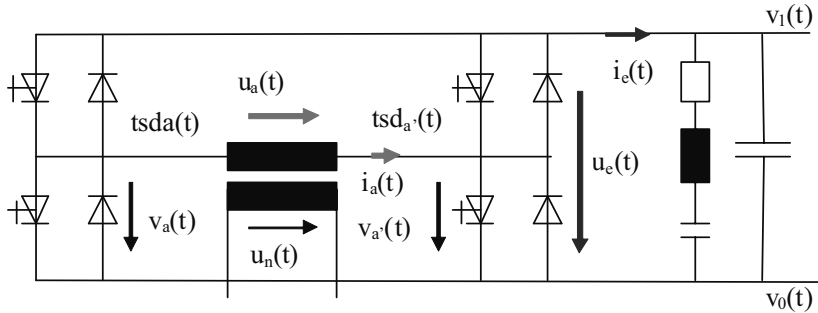 v₁(t)
uₐ(t)
iₑ(t)
tsda(t)
tsdₐ’(t)
uₑ(t)
iₐ(t)
vₐ(t)
vₐ’(t)
uₙ(t)
v₀(t)